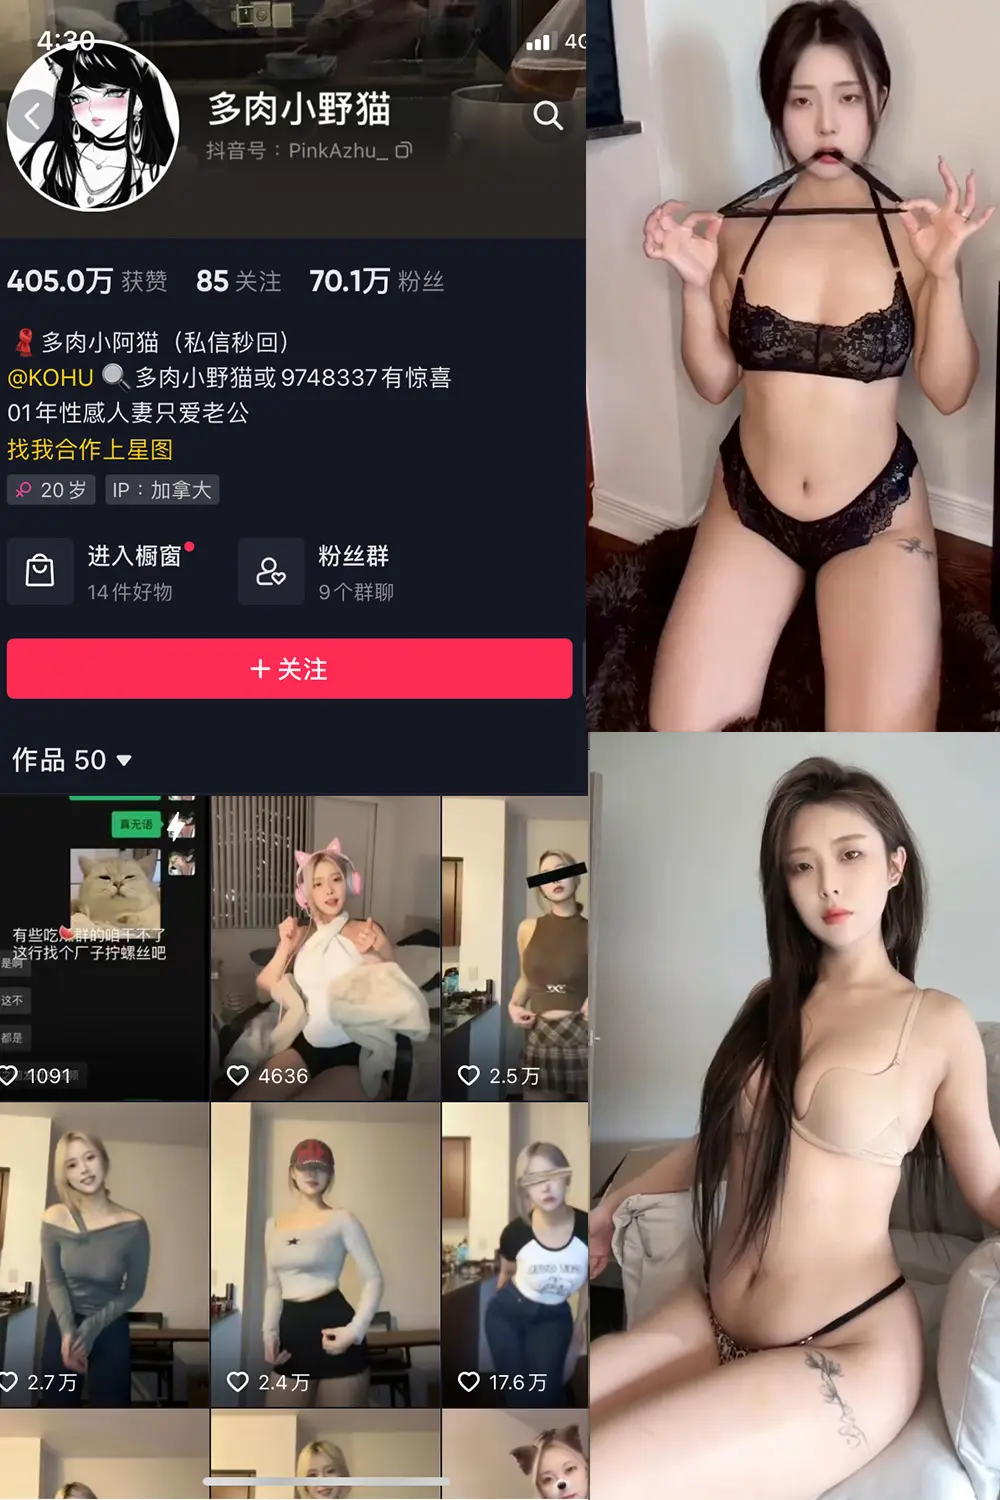 4:30
4G
多肉小野猫
抖音号：PinkAzhu_
405.0万 获赞 85 关注 70.1万 粉丝
多肉小阿猫（私信秒回）
@KOHU 多肉小野猫或9748337有惊喜
01年性感人妻只爱老公
找我合作上星图
20岁 IP：加拿大
进入橱窗 粉丝群
14件好物 9个群聊
+ 关注
作品 50
真无语
有些吃瓜群的咱干不了
这行找个厂子拧螺丝吧
是啊
这不
都是
1091 4636 2.5万
2.7万 2.4万 17.6万